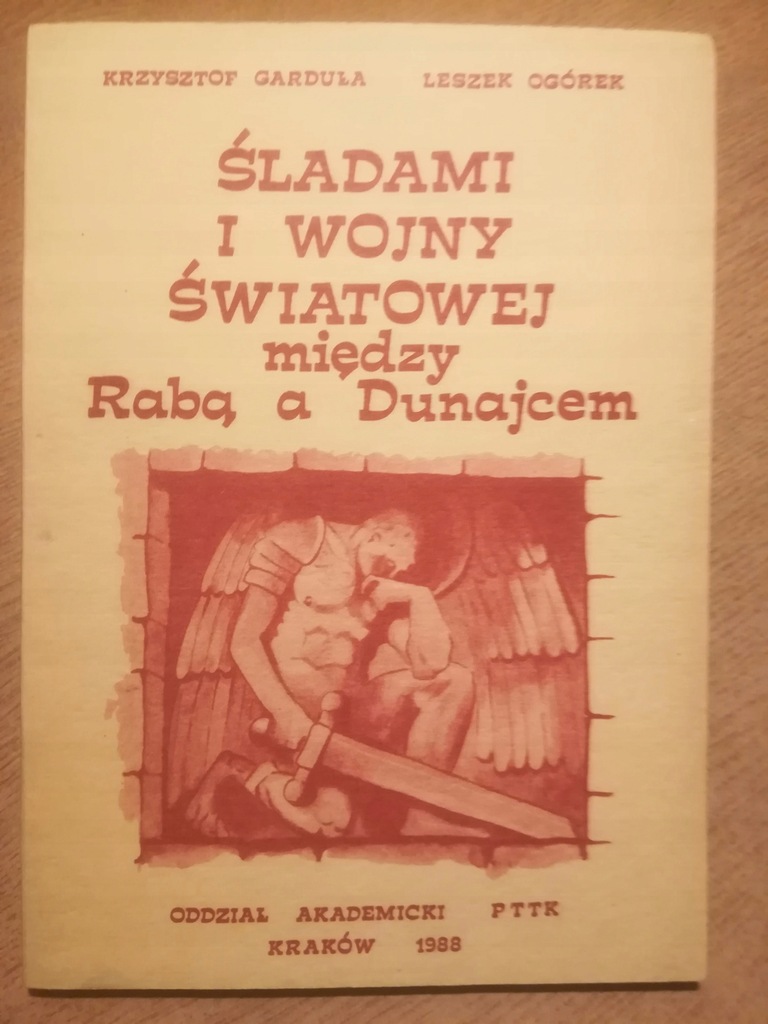 KRZYSZTOF GARDUŁA LESZEK OGÓREK
ŚLADAMI
I WOJNY
ŚWIATOWEJ
między
Rabą a Dunajcem
ODDZIAŁ AKADEMICKI PTTK
KRAKÓW 1988